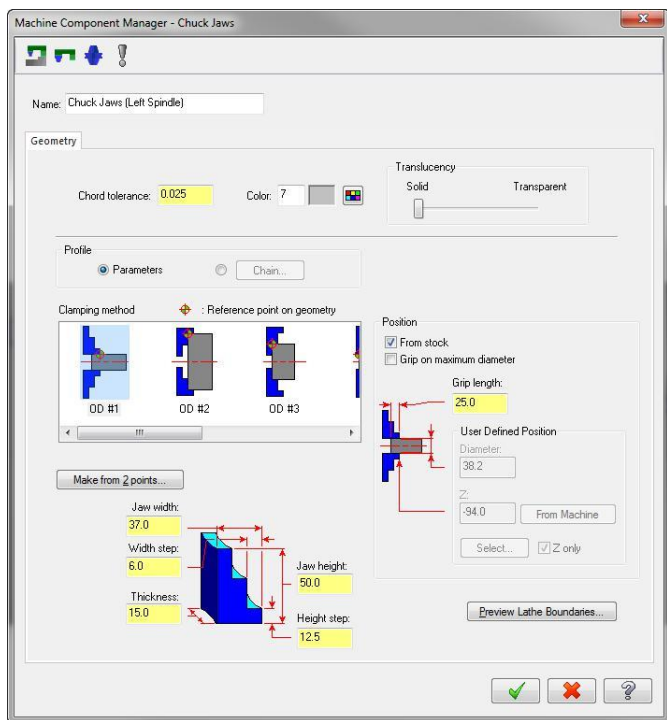 Machine Component Manager - Chuck Jaws
Name: Chuck Jaws (Left Spindle)
Geometry
Translucency
Solid Transparent
Chord tolerance: 0.025 Color: 7
Profile
Parameters Chain...
Clamping method : Reference point on geometry
OD #1 OD #2 OD #3
Position
From stock
Grip on maximum diameter
Grip length:
25.0
User Defined Position
Diameter:
38.2
Z:
-94.0 From Machine
Select... Z only
Make from 2 points...
Jaw width:
37.0
Width step:
6.0
Thickness:
15.0
Jaw height:
50.0
Height step:
12.5
Preview Lathe Boundaries...